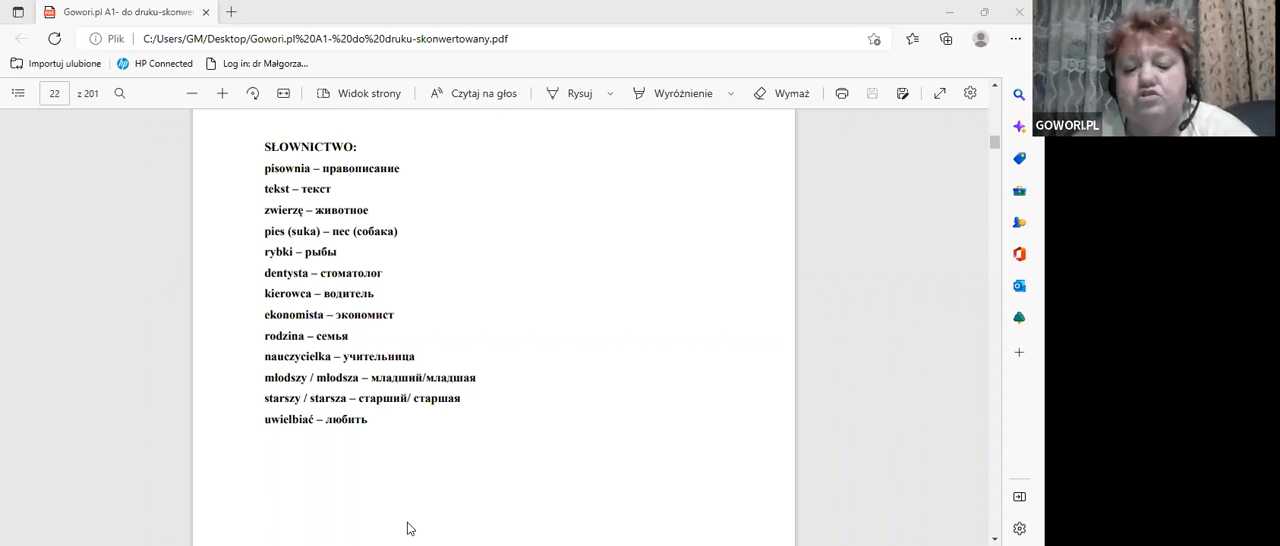 Gowori.pl A1- do druku-skonwer
Plik
C:/Users/GM/Desktop/Gowori.pl%20A1-%20do%20druku-skonwertowany.pdf
Importuj ulubione
HP Connected
Log in: dr Małgorza...
22
z 201
Widok strony
Czytaj na głos
Rysuj
Wyróżnienie
Wymaż
GOWORI.PL
SŁOWNICTWO:
pisownia – правописание
tekst – текст
zwierzę – животное
pies (suka) – пес (собака)
rybki – рыбы
dentysta – стоматолог
kierowca – водитель
ekonomista – экономист
rodzina – семья
nauczycielka – учительница
młodszy / młodsza – младший/младшая
starszy / starsza – старший/ старшая
uwielbiać – любить